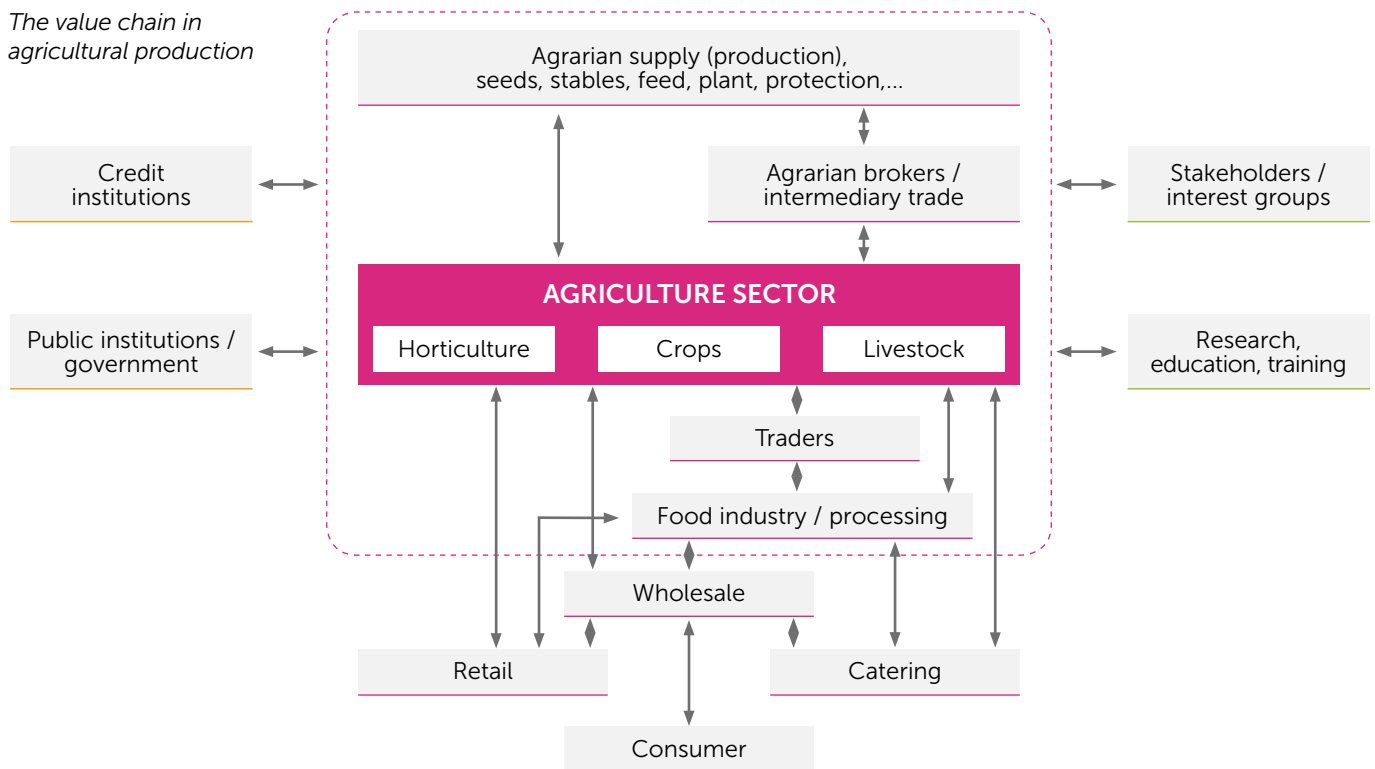 The value chain in
agricultural production
Agrarian supply (production),
seeds, stables, feed, plant, protection,...
Credit
institutions
Agrarian brokers /
intermediary trade
Stakeholders /
interest groups
AGRICULTURE SECTOR
Horticulture
Crops
Livestock
Public institutions /
government
Research,
education, training
Traders
Food industry / processing
Wholesale
Retail
Catering
Consumer